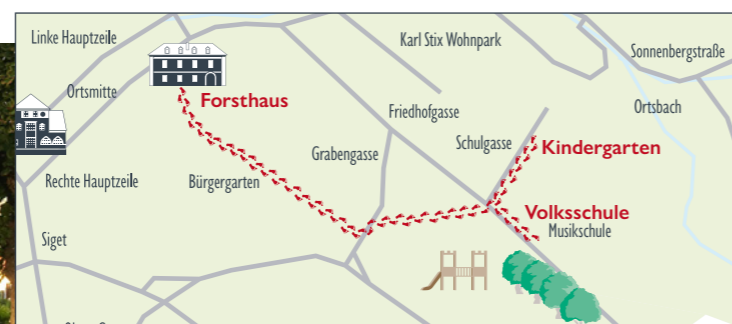 Linke Hauptzeile
Karl Stix Wohnpark
Sonnenbergstraße
Ortsmitte
Forsthaus
Friedhofgasse
Ortsbach
Schulgasse
Kindergarten
Grabengasse
Rechte Hauptzeile
Bürgergarten
Volksschule
Musikschule
Siget